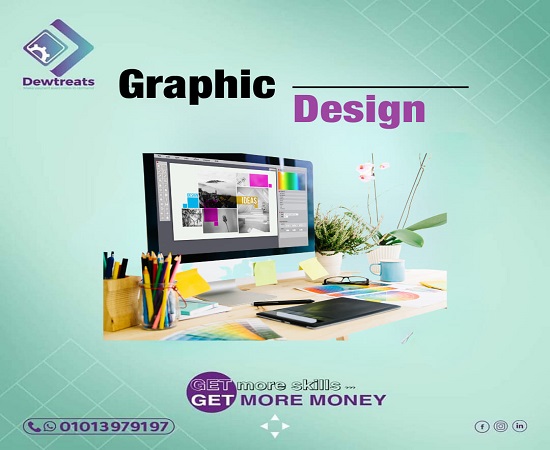 Dewtreats
Graphic
Design
IDEAS
GET more skills ...
GET MORE MONEY
01013979197